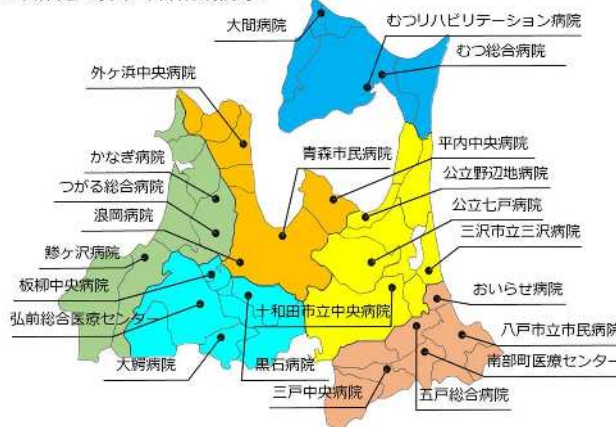 大間病院
むつリハビリテーション病院
むつ総合病院
外ヶ浜中央病院
青森市民病院
平内中央病院
かなぎ病院
公立野辺地病院
つがる総合病院
公立七戸病院
浪岡病院
三沢市立三沢病院
鯵ヶ沢病院
おいらせ病院
板柳中央病院
十和田市立中央病院
弘前総合医療センター
八戸市立市民病院
大鰐病院
黒石病院
南部町医療センター
三戸中央病院
五戸総合病院